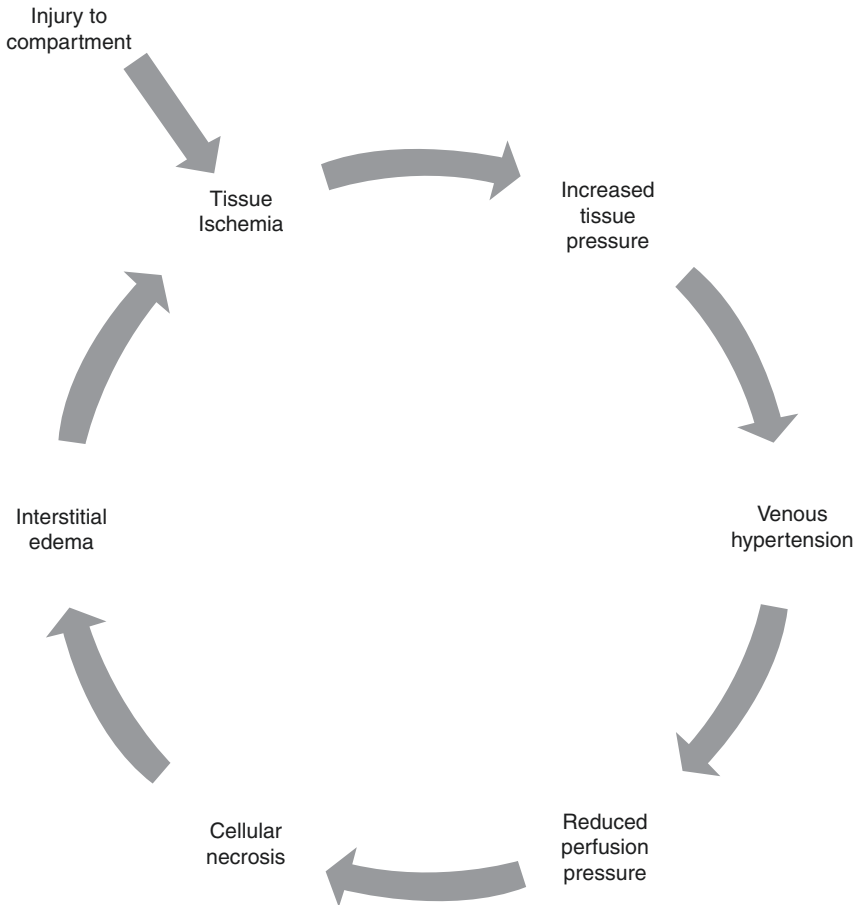 Injury to
compartment
Tissue
Ischemia
Increased
tissue
pressure
Venous
hypertension
Reduced
perfusion
pressure
Cellular
necrosis
Interstitial
edema